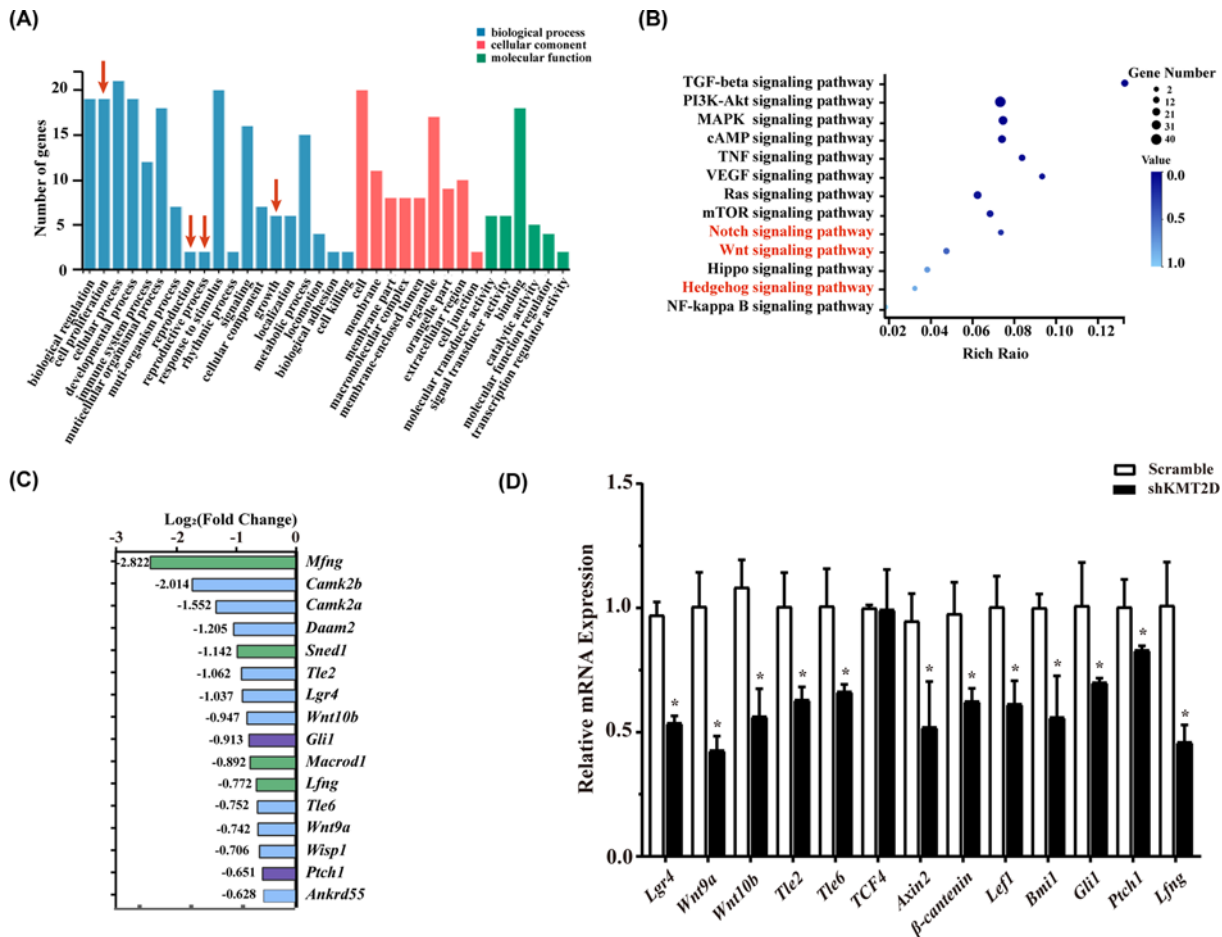 (A)
biological process
cellular comonent
molecular function
Number of genes
20
15
10
5
0
biological regulation
cell proliferation
cellular process
developmental process
immune system process
muticellular organismal process
muti-organism process
reproduction
reproductive process
response to stimulus
rhythmic process
signaling
cellular component
growth
localization
metabolic process
locomotion
biological adhesion
cell killing
cell
membrane
membrane part
macromolecular complex
membrane-enclosed lumen
organelle
orangelle part
extracellular region
cell junction
molecular transducer activity
signal transducer activity
binding
catalytic activity
molecular function regulator
transcription regulator activity
(B)
TGF-beta signaling pathway
PI3K-Akt signaling pathway
MAPK signaling pathway
cAMP signaling pathway
TNF signaling pathway
VEGF signaling pathway
Ras signaling pathway
mTOR signaling pathway
Notch signaling pathway
Wnt signaling pathway
Hippo signaling pathway
Hedgehog signaling pathway
NF-kappa B signaling pathway
0.02 0.04 0.06 0.08 0.10 0.12
Rich Raio
Gene Number
2
12
21
31
40
Value
0.0
0.5
1.0
(C)
Log2(Fold Change)
-3 -2 -1 0
-2.822 Mfng
-2.014 Camk2b
-1.552 Camk2a
-1.205 Daam2
-1.142 Sned1
-1.062 Tle2
-1.037 Lgr4
-0.947 Wnt10b
-0.913 Gli1
-0.892 Macrod1
-0.772 Lfng
-0.752 Tle6
-0.742 Wnt9a
-0.706 Wisp1
-0.651 Ptch1
-0.628 Ankrd55
(D)
Scramble
shKMT2D
Relative mRNA Expression
1.5
1.0
0.5
0.0
* * * * * * * * * * * *
Lgr4
Wnt9a
Wnt10b
Tle2
Tle6
TCF4
Axin2
β-cantenin
Lef1
Bmi1
Gli1
Ptch1
Lfng